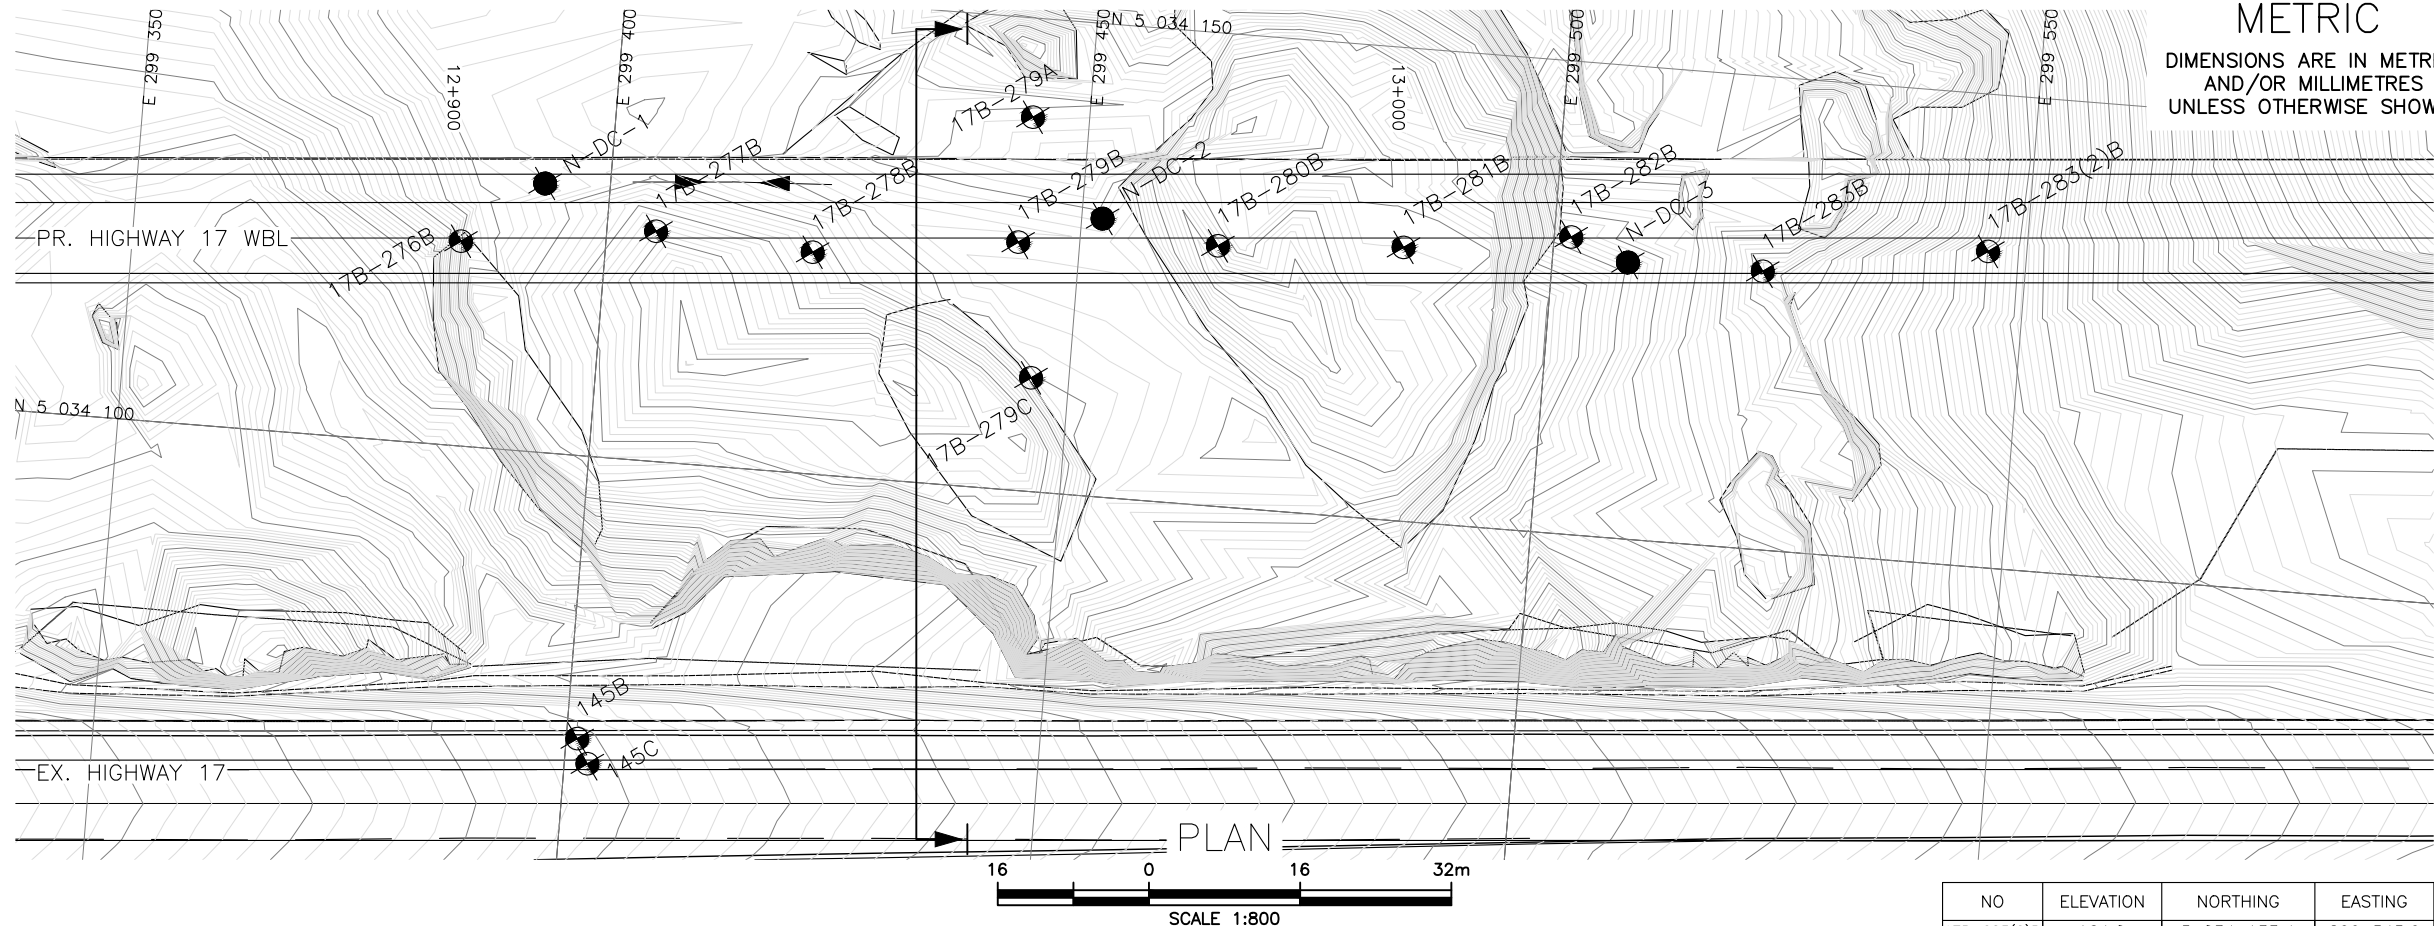 METRIC
DIMENSIONS ARE IN METR
AND/OR MILLIMETRES
UNLESS OTHERWISE SHOW
E 299 350
12+600
E 299 400
E 299 450
N 5 034 150
13+000
E 299 500
E 299 550
17B-279A
N-DC-1
17B-277B
17B-278B
17B-279B
N-DC-2
17B-280B
17B-281B
17B-282B
N-DC-3
17B-283B
17B-283(2)B
PR. HIGHWAY 17 WBL
17B-276B
N 5 034 100
17B-279C
145B
145C
EX. HIGHWAY 17
PLAN
16 0 16 32m
SCALE 1:800
NO ELEVATION NORTHING EASTING